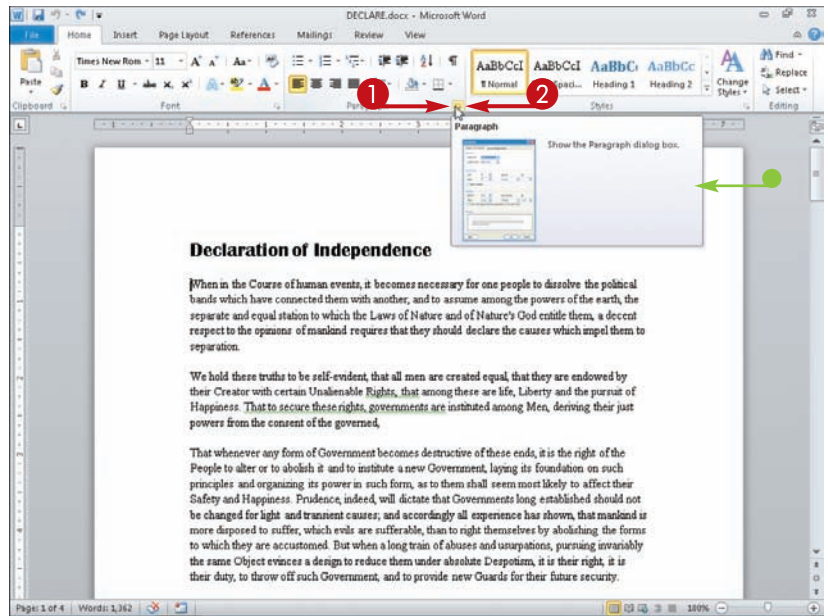 W
DECLARE.docx - Microsoft Word
File Home Insert Page Layout References Mailings Review View
Times New Rom 11 A A Aa
Find
AaBbCcI AaBbCcI AaBbC AaBbCc A
Replace
Paste B I U abc x, x² A A
¶ Normal Spaci... Heading 1 Heading 2 Change Styles Select
Clipboard Font Par Styles Editing
1 2
Paragraph
Show the Paragraph dialog box.
Declaration of Independence
When in the Course of human events, it becomes necessary for one people to dissolve the political
bands which have connected them with another, and to assume among the powers of the earth, the
separate and equal station to which the Laws of Nature and of Nature's God entitle them, a decent
respect to the opinions of mankind requires that they should declare the causes which impel them to
separation.
We hold these truths to be self-evident, that all men are created equal, that they are endowed by
their Creator with certain Unalienable Rights, that among these are life, Liberty and the pursuit of
Happiness. That to secure these rights, governments are instituted among Men, deriving their just
powers from the consent of the governed,
That whenever any form of Government becomes destructive of these ends, it is the right of the
People to alter or to abolish it and to institute a new Government, laying its foundation on such
principles and organizing its power in such form, as to them shall seem most likely to affect their
Safety and Happiness. Prudence, indeed, will dictate that Governments long established should not
be changed for light and transient causes; and accordingly all experience has shown, that mankind is
more disposed to suffer, which evils are sufferable, than to right themselves by abolishing the forms
to which they are accustomed. But when a long train of abuses and usurpations, pursuing invariably
the same Object evinces a design to reduce them under absolute Despotism, it is their right, it is
their duty, to throw off such Government, and to provide new Guards for their future security.
Page: 1 of 4 Words: 1,362 100%